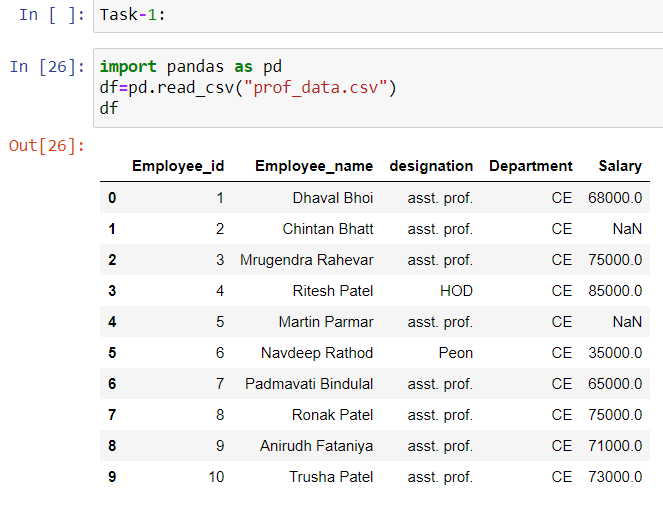 In [ ]: Task-1:
In [26]: import pandas as pd
df=pd.read_csv("prof_data.csv")
df
Out[26]:
Employee_id Employee_name designation Department Salary
0 1 Dhaval Bhoi asst. prof. CE 68000.0
1 2 Chintan Bhatt asst. prof. CE NaN
2 3 Mrugendra Rahevar asst. prof. CE 75000.0
3 4 Ritesh Patel HOD CE 85000.0
4 5 Martin Parmar asst. prof. CE NaN
5 6 Navdeep Rathod Peon CE 35000.0
6 7 Padmavati Bindulal asst. prof. CE 65000.0
7 8 Ronak Patel asst. prof. CE 75000.0
8 9 Anirudh Fataniya asst. prof. CE 71000.0
9 10 Trusha Patel asst. prof. CE 73000.0